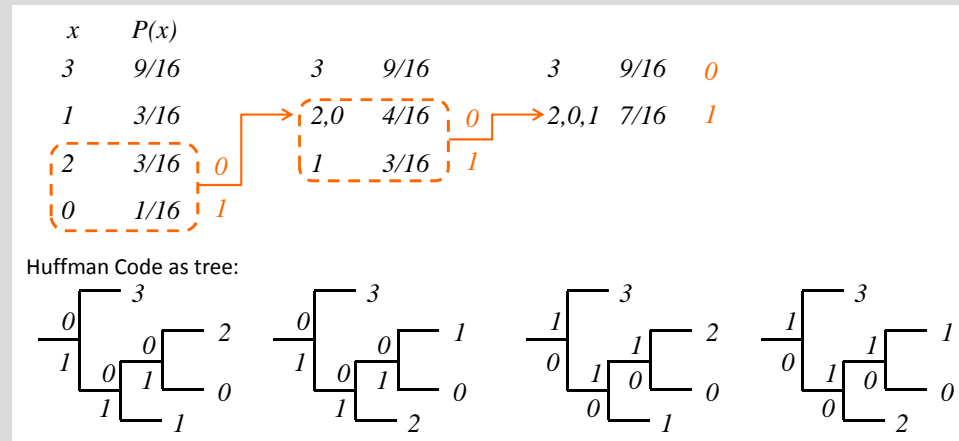 x P(x)
3 9/16 3 9/16 3 9/16 0
1 3/16 2,0 4/16 0 2,0,1 7/16 1
2 3/16 0 1 3/16 1
0 1/16 1
Huffman Code as tree:
3 3 3 3
0 0 1 1
2 1 2 1
0 0 1 1
1 1 0 0
0 1 0 1 1 0 1 0
0 0 0 0
1 1 0 0
1 2 1 2